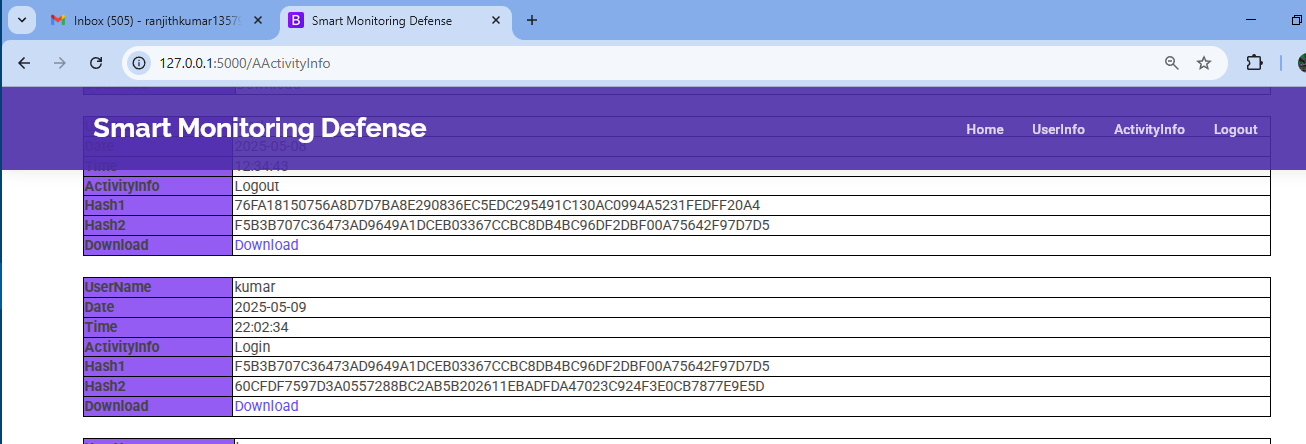 Inbox (505) - ranjithkumar1357
Smart Monitoring Defense
127.0.0.1:5000/AActivityInfo
Smart Monitoring Defense
Home UserInfo ActivityInfo Logout
Date 2025-05-08
Time 12:34:43
ActivityInfo Logout
Hash1 76FA18150756A8D7D7BA8E290836EC5EDC295491C130AC0994A5231FEDFF20A4
Hash2 F5B3B707C36473AD9649A1DCEB03367CCBC8DB4BC96DF2DBF00A75642F97D7D5
Download Download
UserName kumar
Date 2025-05-09
Time 22:02:34
ActivityInfo Login
Hash1 F5B3B707C36473AD9649A1DCEB03367CCBC8DB4BC96DF2DBF00A75642F97D7D5
Hash2 60CFDF7597D3A0557288BC2AB5B202611EBADFDA47023C924F3E0CB7877E9E5D
Download Download